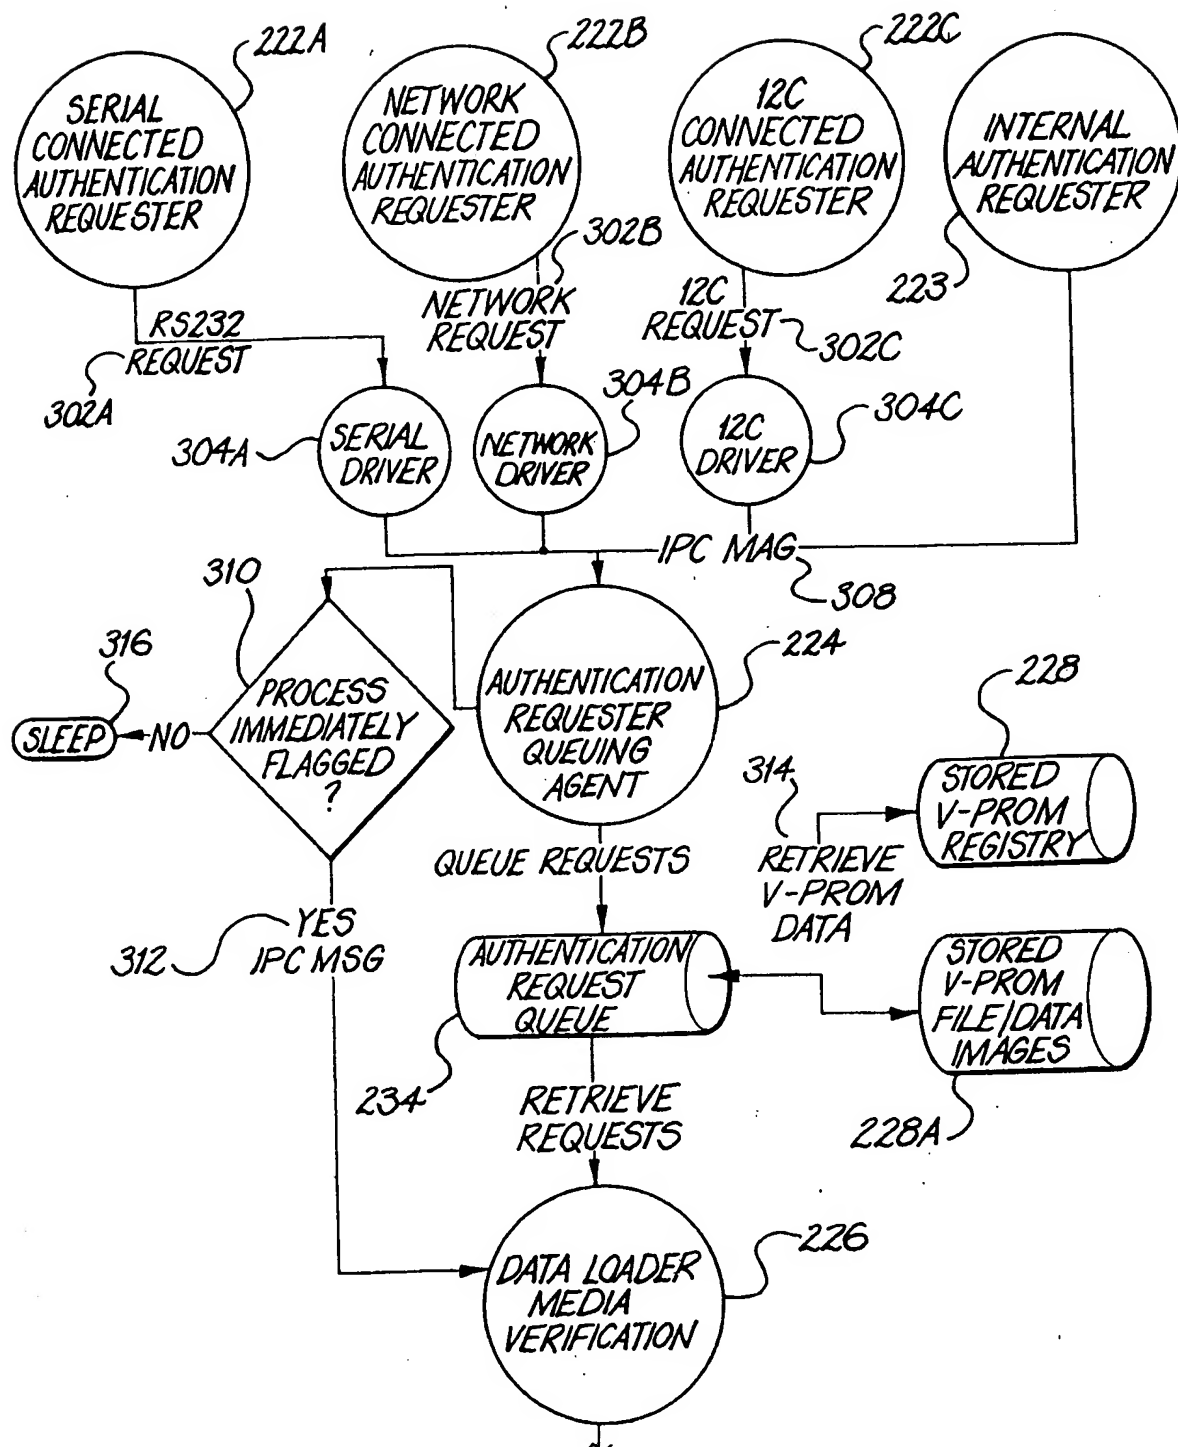 222A
222B
222C
SERIAL
CONNECTED
AUTHENTICATION
REQUESTER
NETWORK
CONNECTED
AUTHENTICATION
REQUESTER
12C
CONNECTED
AUTHENTICATION
REQUESTER
INTERNAL
AUTHENTICATION
REQUESTER
223
RS232
REQUEST
302A
NETWORK
REQUEST
302B
12C
REQUEST
302C
304A
SERIAL
DRIVER
304B
NETWORK
DRIVER
304C
12C
DRIVER
IPC MAG
308
310
316
SLEEP
NO
PROCESS
IMMEDIATELY
FLAGGED
?
224
AUTHENTICATION
REQUESTER
QUEUING
AGENT
228
STORED
V-PROM
REGISTRY
314
RETRIEVE
V-PROM
DATA
QUEUE REQUESTS
312
YES
IPC MSG
AUTHENTICATION
REQUEST
QUEUE
234
STORED
V-PROM
FILE/DATA
IMAGES
228A
RETRIEVE
REQUESTS
226
DATA LOADER
MEDIA
VERIFICATION